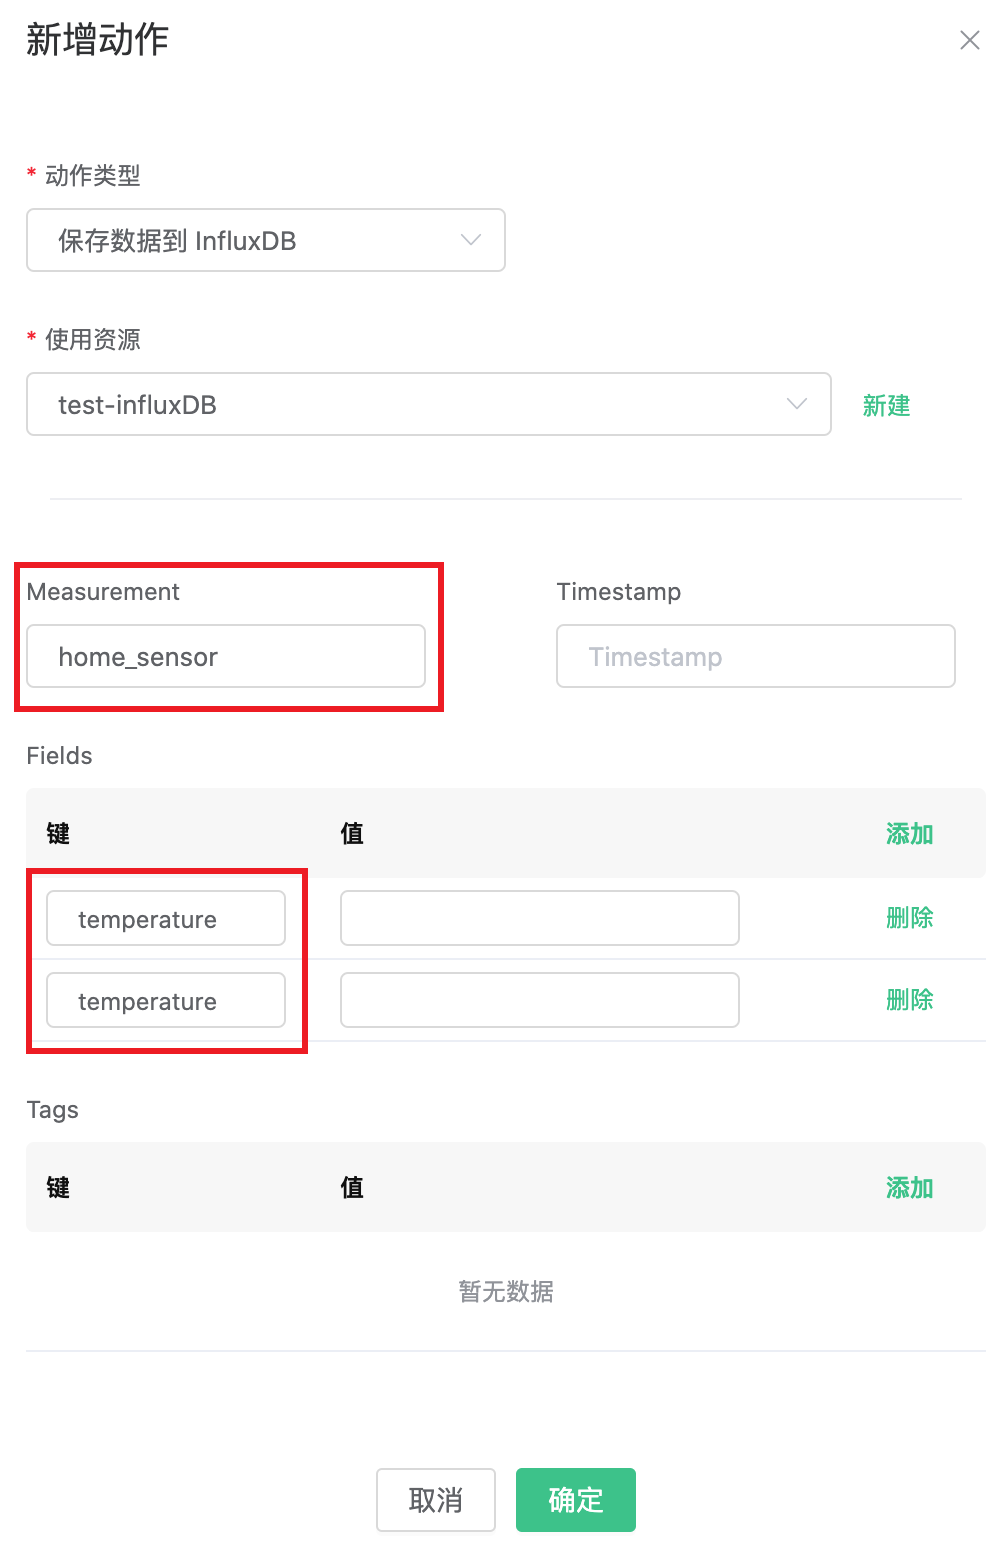 新增动作
* 动作类型
保存数据到 InfluxDB
* 使用资源
test-influxDB 新建
Measurement Timestamp
home_sensor Timestamp
Fields
键 值 添加
temperature 删除
temperature 删除
Tags
键 值 添加
暂无数据
取消 确定